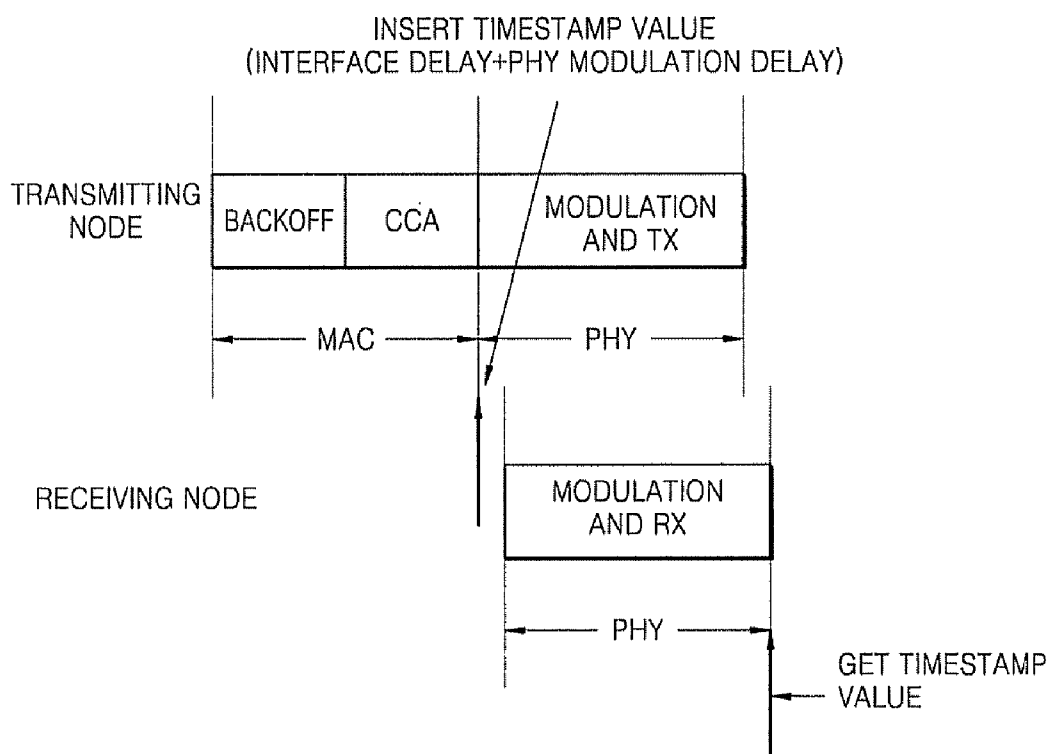 INSERT TIMESTAMP VALUE
(INTERFACE DELAY+PHY MODULATION DELAY)
TRANSMITTING
NODE
BACKOFF
CCA
MODULATION
AND TX
MAC
PHY
RECEIVING NODE
MODULATION
AND RX
PHY
GET TIMESTAMP
VALUE